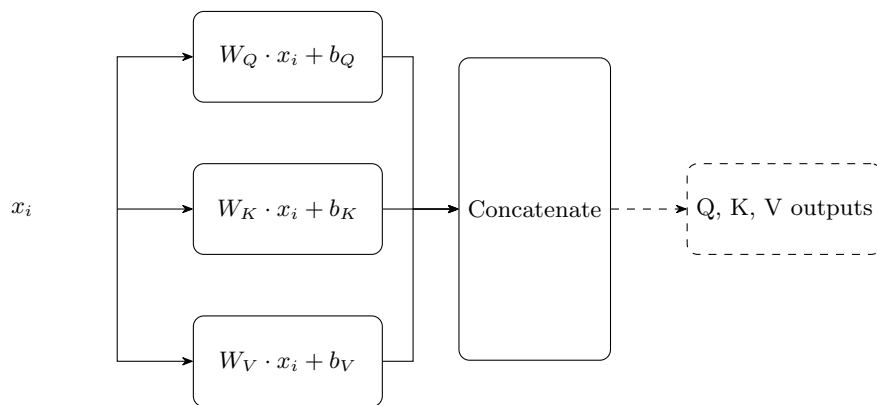 W_Q · x_i + b_Q
x_i
W_K · x_i + b_K
Concatenate
Q, K, V outputs
W_V · x_i + b_V